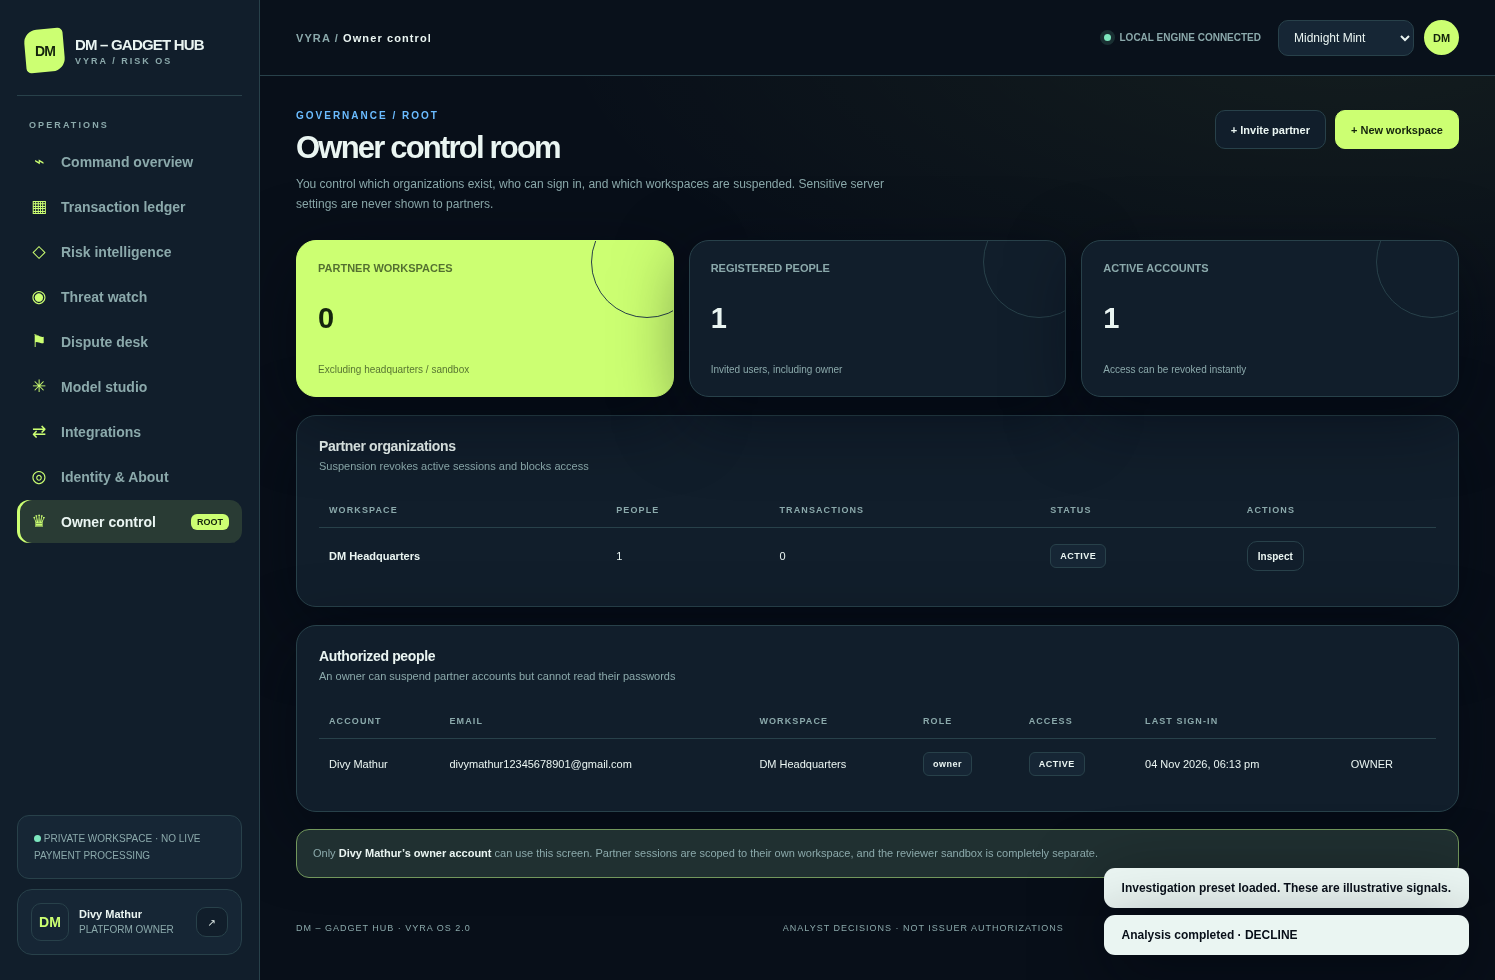 DM
DM – GADGET HUB
VYRA / RISK OS
OPERATIONS
Command overview
Transaction ledger
Risk intelligence
Threat watch
Dispute desk
Model studio
Integrations
Identity & About
Owner control ROOT
PRIVATE WORKSPACE · NO LIVE
PAYMENT PROCESSING
DM
Divy Mathur
PLATFORM OWNER
VYRA / Owner control
LOCAL ENGINE CONNECTED
Midnight Mint
DM
GOVERNANCE / ROOT
Owner control room
You control which organizations exist, who can sign in, and which workspaces are suspended. Sensitive server
settings are never shown to partners.
+ Invite partner
+ New workspace
PARTNER WORKSPACES
0
Excluding headquarters / sandbox
REGISTERED PEOPLE
1
Invited users, including owner
ACTIVE ACCOUNTS
1
Access can be revoked instantly
Partner organizations
Suspension revokes active sessions and blocks access
WORKSPACE PEOPLE TRANSACTIONS STATUS ACTIONS
DM Headquarters 1 0 ACTIVE Inspect
Authorized people
An owner can suspend partner accounts but cannot read their passwords
ACCOUNT EMAIL WORKSPACE ROLE ACCESS LAST SIGN-IN
Divy Mathur divymathur12345678901@gmail.com DM Headquarters owner ACTIVE 04 Nov 2026, 06:13 pm OWNER
Only Divy Mathur’s owner account can use this screen. Partner sessions are scoped to their own workspace, and the reviewer sandbox is completely separate.
Investigation preset loaded. These are illustrative signals.
Analysis completed · DECLINE
DM – GADGET HUB · VYRA OS 2.0
ANALYST DECISIONS · NOT ISSUER AUTHORIZATIONS